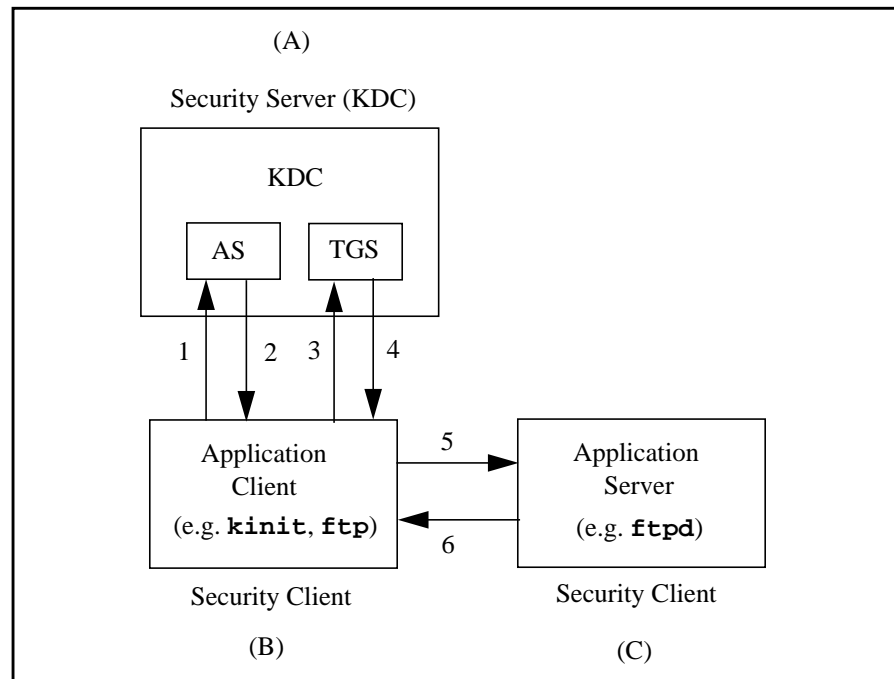 (A)
Security Server (KDC)
KDC
AS
TGS
1
2
3
4
Application
Client
(e.g. kinit, ftp)
5
6
Application
Server
(e.g. ftpd)
Security Client
(B)
Security Client
(C)